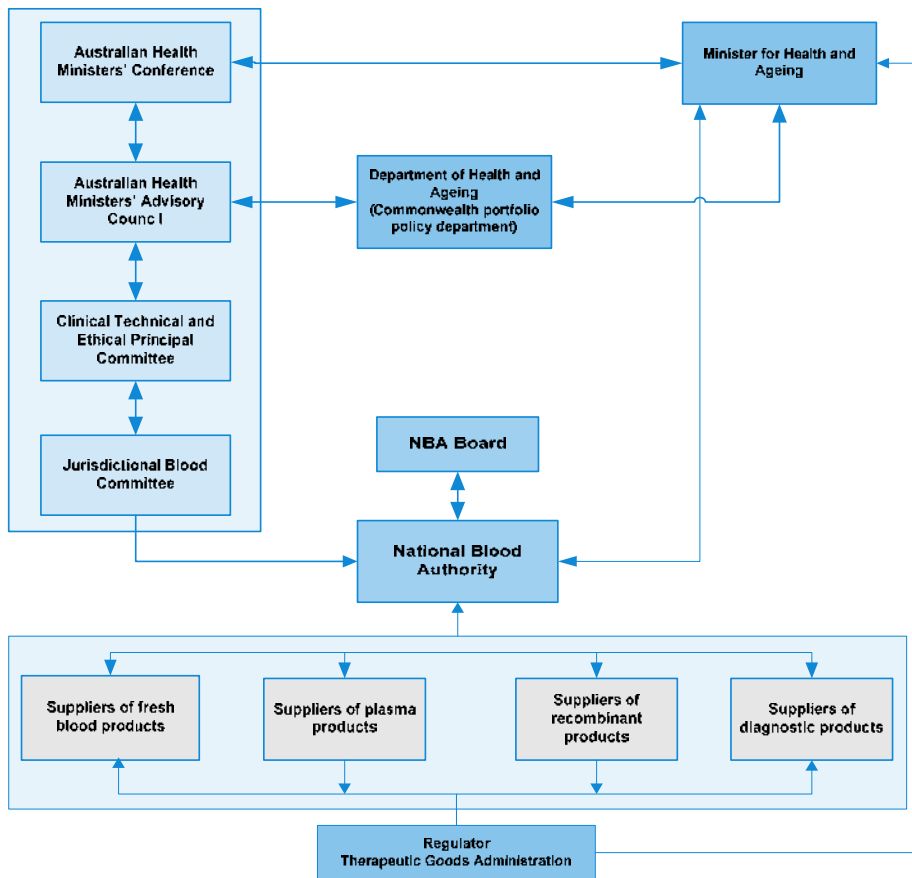 Australian Health
Ministers' Conference
Minister for Health and
Ageing
Australian Health
Ministers' Advisory
Counc l
Department of Health and
Ageing
(Commonwealth portfolio
policy department)
Clinical Technical and
Ethical Principal
Committee
Jurisdictional Blood
Committee
NBA Board
National Blood
Authority
Suppliers of fresh
blood products
Suppliers of plasma
products
Suppliers of
recombinant
products
Suppliers of
diagnostic products
Regulator
Therapeutic Goods Administration